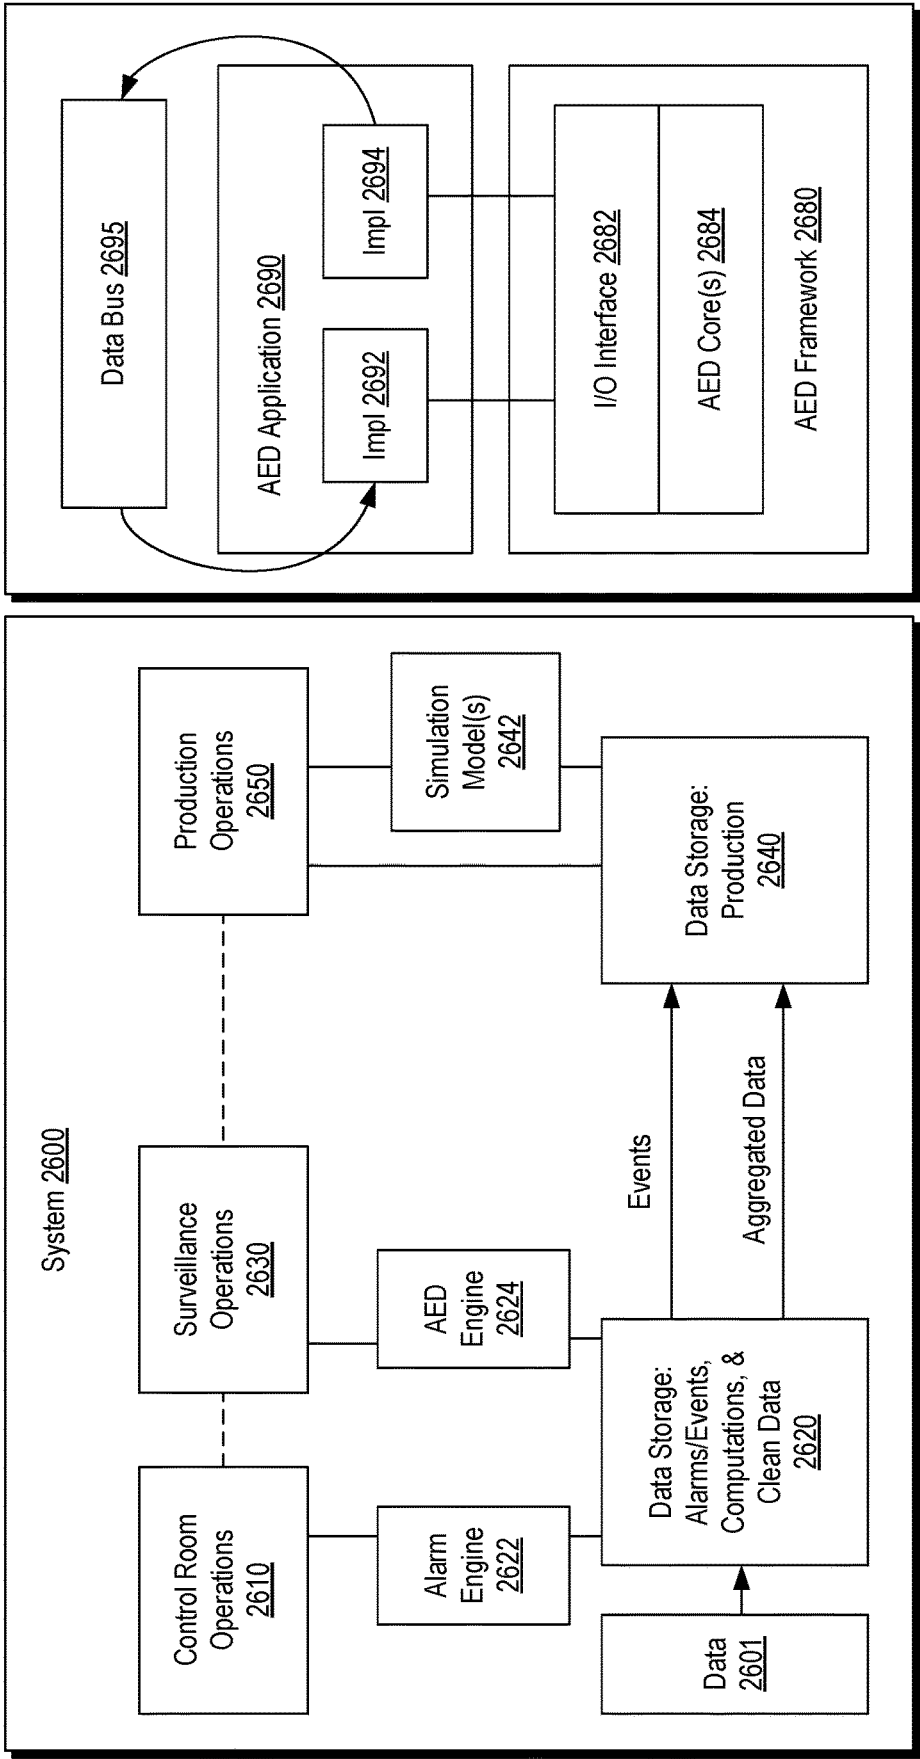 System 2600
Control Room
Operations
2610
Surveillance
Operations
2630
Production
Operations
2650
Alarm
Engine
2622
AED
Engine
2624
Simulation
Model(s)
2642
Data
2601
Data Storage:
Alarms/Events,
Computations, &
Clean Data
2620
Events
Aggregated Data
Data Storage:
Production
2640
Data Bus 2695
AED Application 2690
Impl 2692
Impl 2694
I/O Interface 2682
AED Core(s) 2684
AED Framework 2680